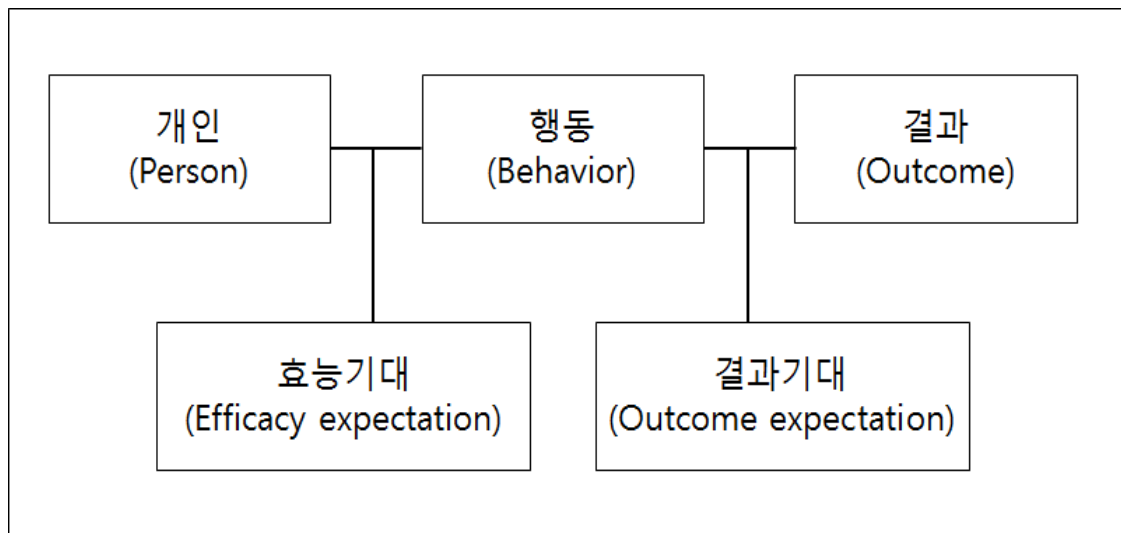 개인
(Person)
행동
(Behavior)
결과
(Outcome)
효능기대
(Efficacy expectation)
결과기대
(Outcome expectation)